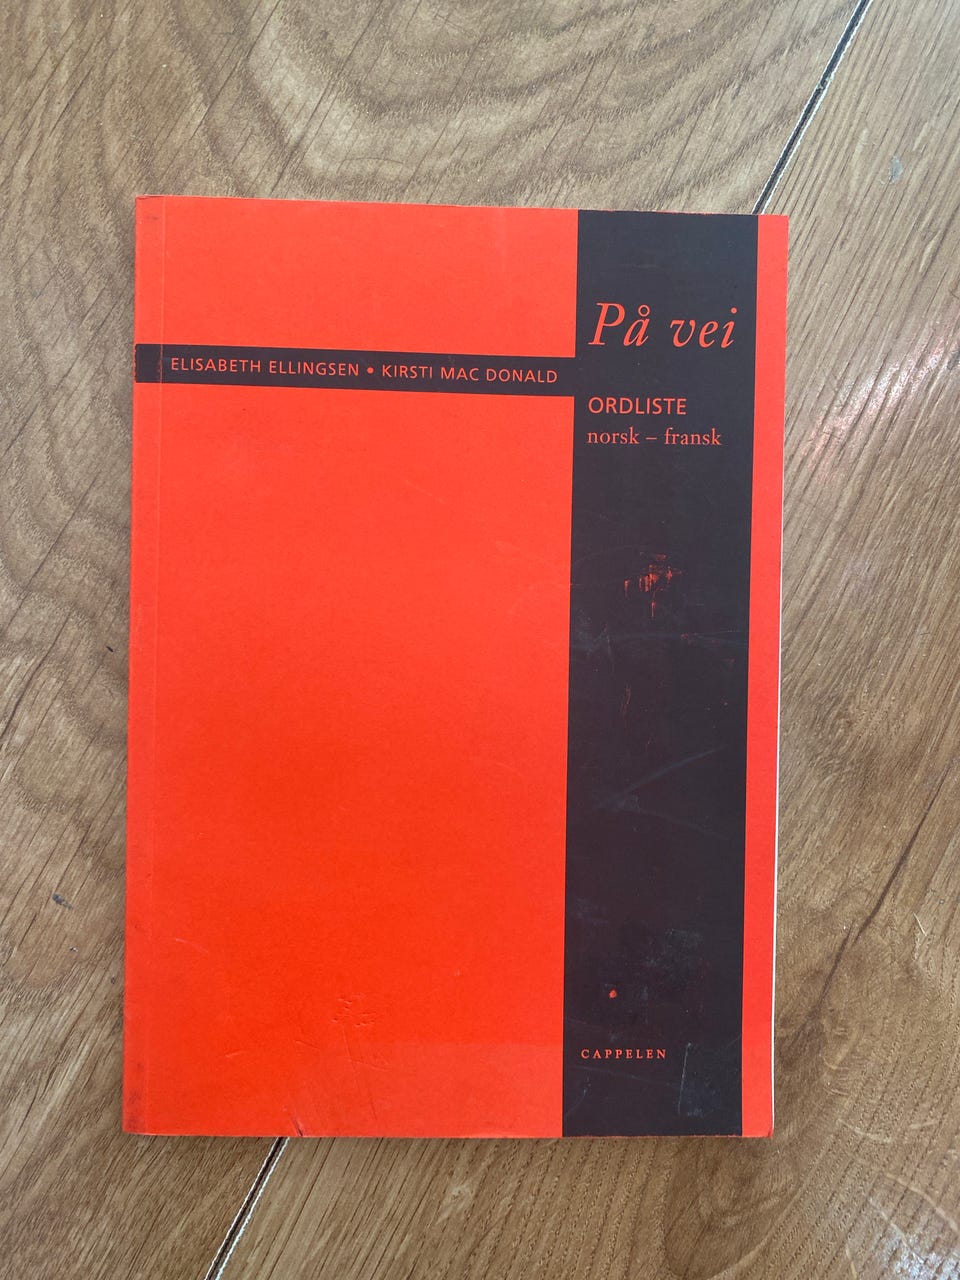 På vei
ELISABETH ELLINGSEN • KIRSTI MAC DONALD
ORDLISTE
norsk – fransk
CAPPELEN